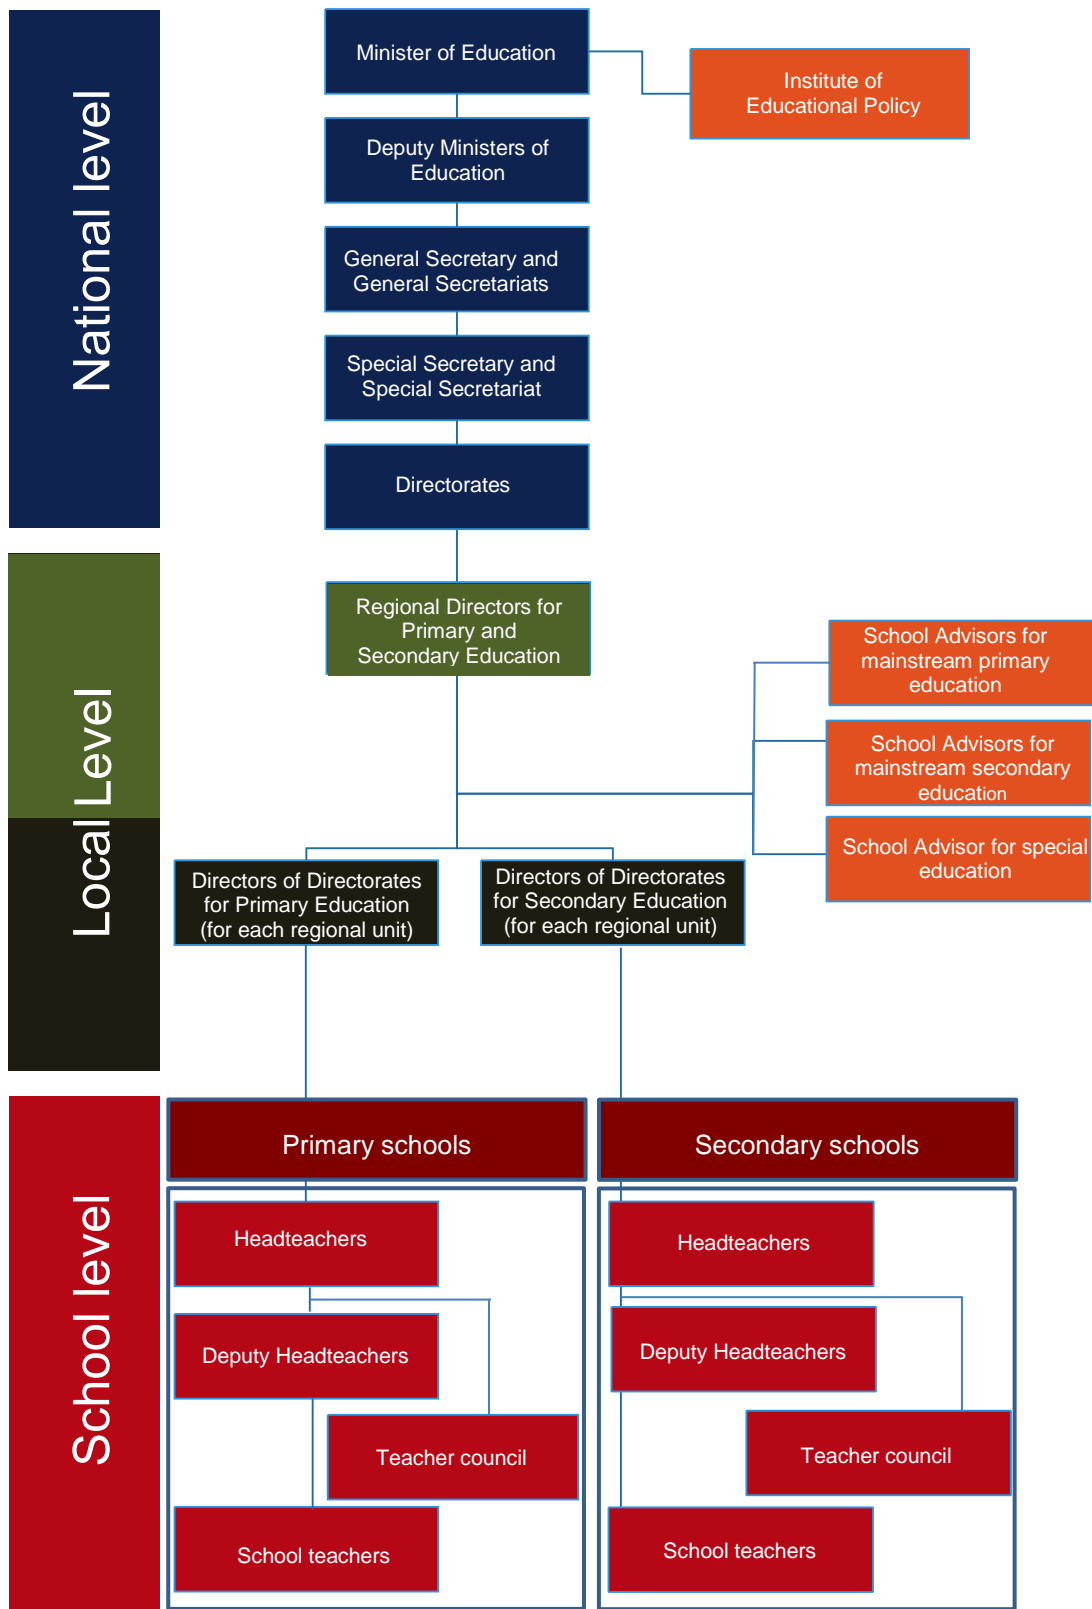 National level
Minister of Education
Institute of
Educational Policy
Deputy Ministers of
Education
General Secretary and
General Secretariats
Special Secretary and
Special Secretariat
Directorates
Local Level
Regional Directors for
Primary and
Secondary Education
School Advisors for
mainstream primary
education
School Advisors for
mainstream secondary
education
School Advisor for special
education
Directors of Directorates
for Primary Education
(for each regional unit)
Directors of Directorates
for Secondary Education
(for each regional unit)
School level
Primary schools
Headteachers
Deputy Headteachers
Teacher council
School teachers
Secondary schools
Headteachers
Deputy Headteachers
Teacher council
School teachers